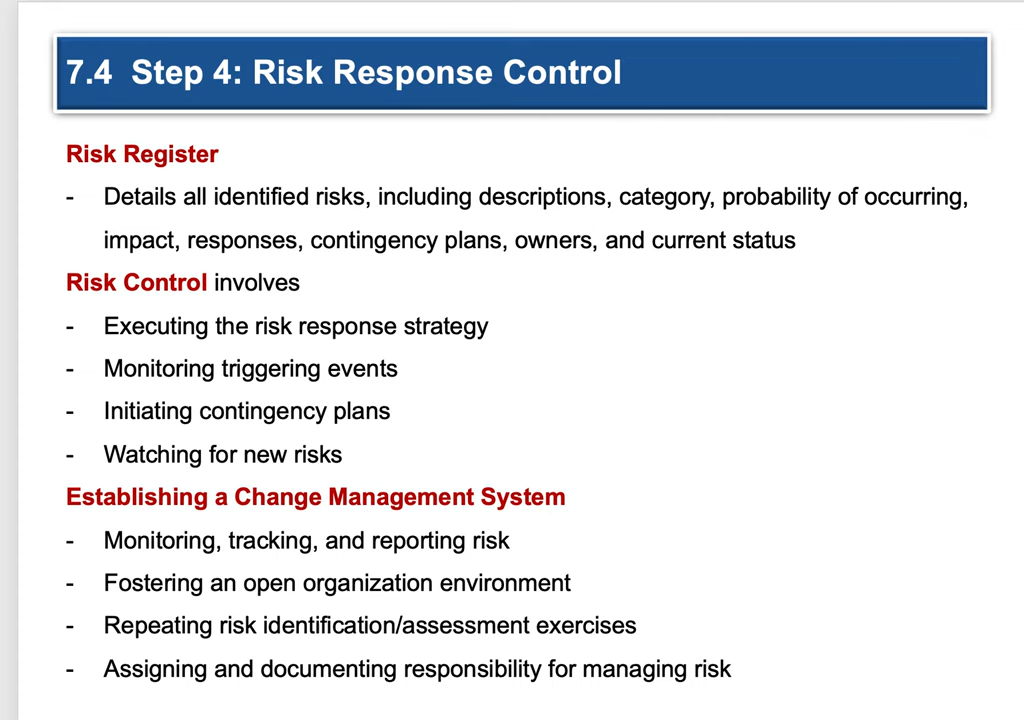 7.4 Step 4: Risk Response Control
Risk Register
- Details all identified risks, including descriptions, category, probability of occurring,
impact, responses, contingency plans, owners, and current status
Risk Control involves
- Executing the risk response strategy
- Monitoring triggering events
- Initiating contingency plans
- Watching for new risks
Establishing a Change Management System
- Monitoring, tracking, and reporting risk
- Fostering an open organization environment
- Repeating risk identification/assessment exercises
- Assigning and documenting responsibility for managing risk